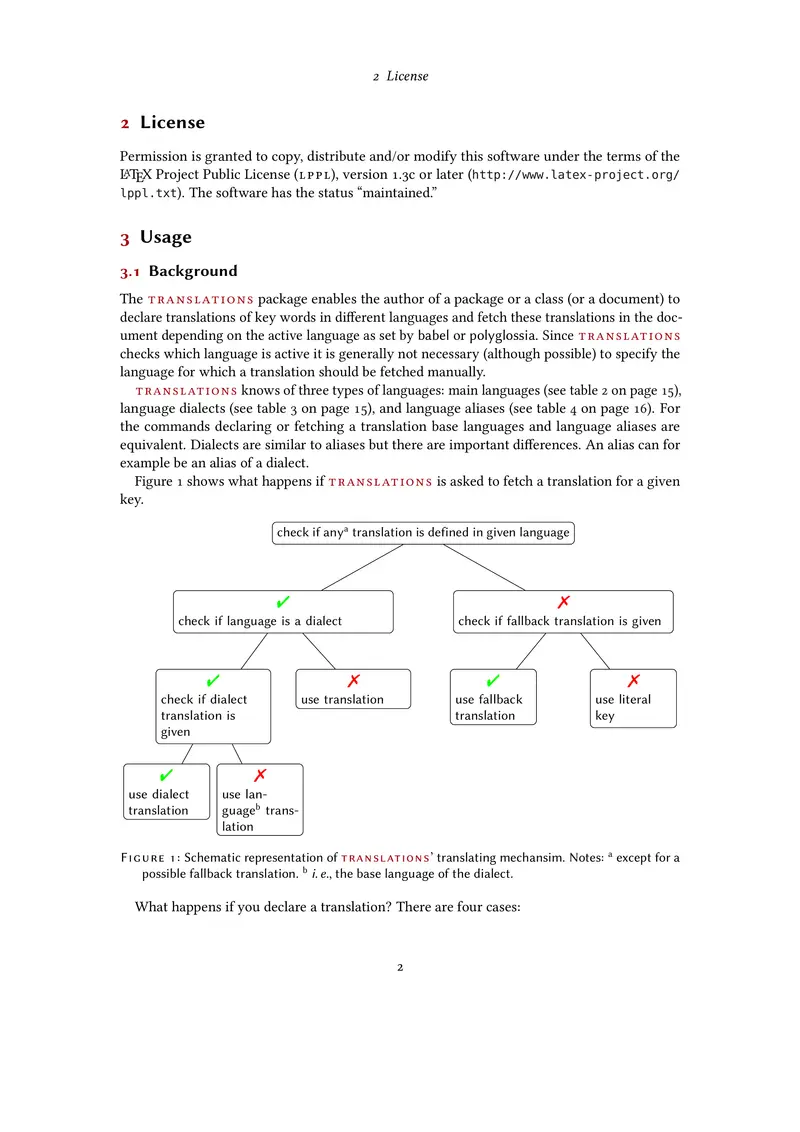 2 License
2 License
Permission is granted to copy, distribute and/or modify this software under the terms of the
LATEX Project Public License (LPPL), version 1.3c or later (http://www.latex-project.org/
lppl.txt). The software has the status “maintained.”
3 Usage
3.1 Background
The TRANSLATIONS package enables the author of a package or a class (or a document) to
declare translations of key words in different languages and fetch these translations in the doc-
ument depending on the active language as set by babel or polyglossia. Since TRANSLATIONS
checks which language is active it is generally not necessary (although possible) to specify the
language for which a translation should be fetched manually.
TRANSLATIONS knows of three types of languages: main languages (see table 2 on page 15),
language dialects (see table 3 on page 15), and language aliases (see table 4 on page 16). For
the commands declaring or fetching a translation base languages and language aliases are
equivalent. Dialects are similar to aliases but there are important differences. An alias can for
example be an alias of a dialect.
Figure 1 shows what happens if TRANSLATIONS is asked to fetch a translation for a given
key.
check if anyᵃ translation is defined in given language
✔
check if language is a dialect
✗
check if fallback translation is given
✔
check if dialect
translation is
given
✗
use translation
✔
use fallback
translation
✗
use literal
key
✔
use dialect
translation
✗
use lan-
guageᵇ trans-
lation
FIGURE 1: Schematic representation of TRANSLATIONS’ translating mechansim. Notes: ᵃ except for a
possible fallback translation. ᵇ i. e., the base language of the dialect.
What happens if you declare a translation? There are four cases:
2